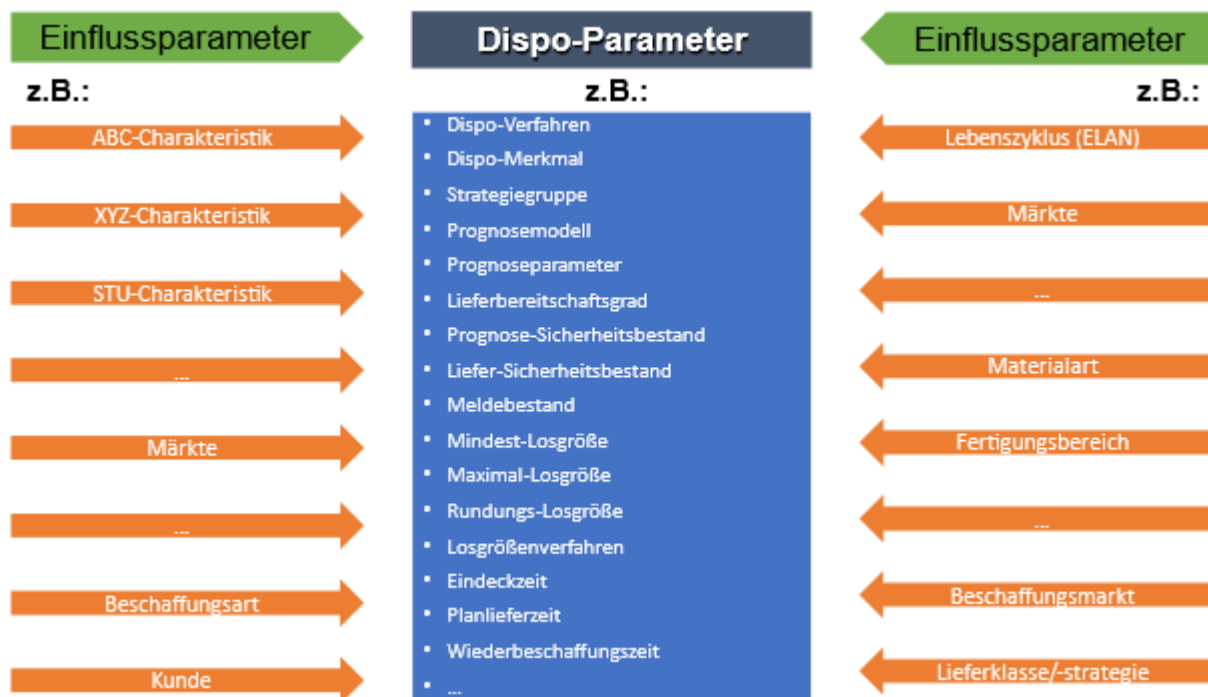 Einflussparameter
z.B.:
ABC-Charakteristik
XYZ-Charakteristik
STU-Charakteristik
...
Märkte
...
Beschaffungsart
Kunde
Dispo-Parameter
z.B.:
• Dispo-Verfahren
• Dispo-Merkmal
• Strategiegruppe
• Prognosemodell
• Prognoseparameter
• Lieferbereitschaftsgrad
• Prognose-Sicherheitsbestand
• Liefer-Sicherheitsbestand
• Meldebestand
• Mindest-Losgröße
• Maximal-Losgröße
• Rundungs-Losgröße
• Losgrößenverfahren
• Eindeckzeit
• Planlieferzeit
• Wiederbeschaffungszeit
• ...
Einflussparameter
z.B.:
Lebenszyklus (ELAN)
Märkte
...
Materialart
Fertigungsbereich
...
Beschaffungsmarkt
Lieferklasse/-strategie